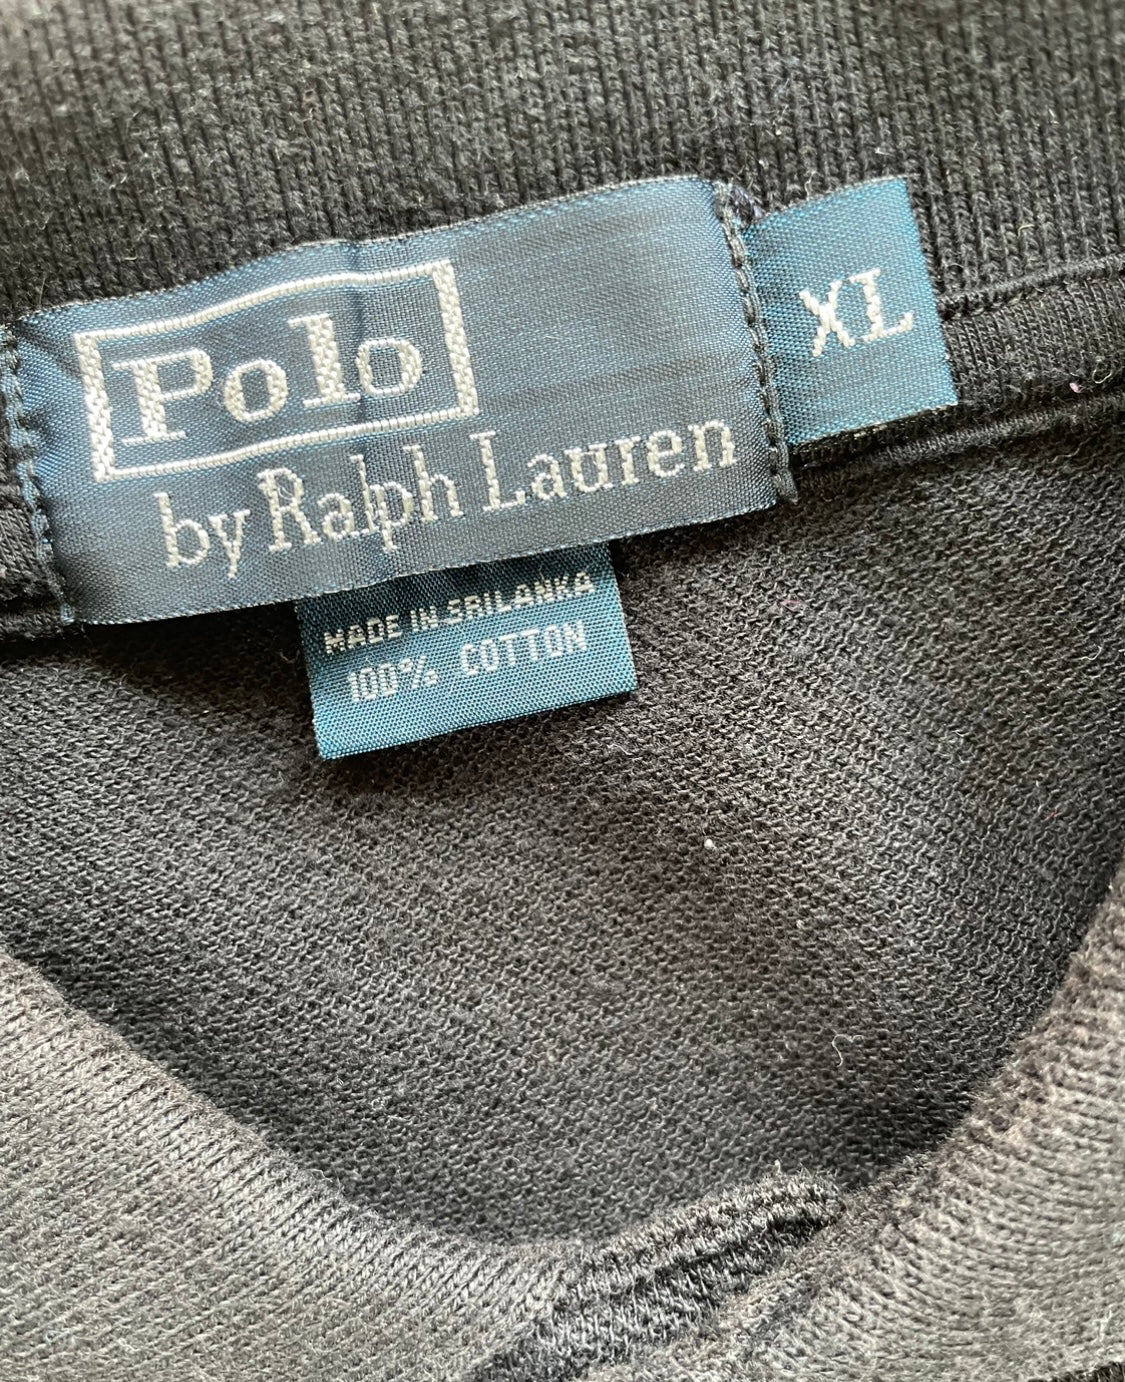 Polo
by Ralph Lauren
XL
MADE IN SRILANKA
100% COTTON